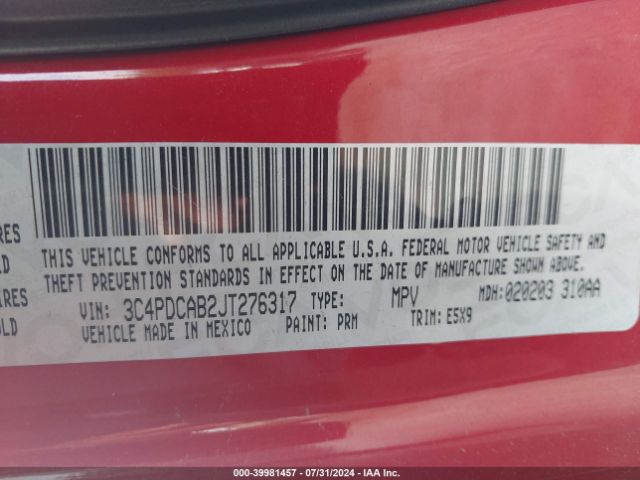 THIS VEHICLE CONFORMS TO ALL APPLICABLE U.S.A. FEDERAL MOTOR VEHICLE SAFETY AND
THEFT PREVENTION STANDARDS IN EFFECT ON THE DATE OF MANUFACTURE SHOWN ABOVE.
VIN: 3C4PDCAB2JT276317 TYPE: MPV MDH: 020203 310AA
VEHICLE MADE IN MEXICO PAINT: PRM TRIM: E5X9
000-39981457 - 07/31/2024 - IAA Inc.